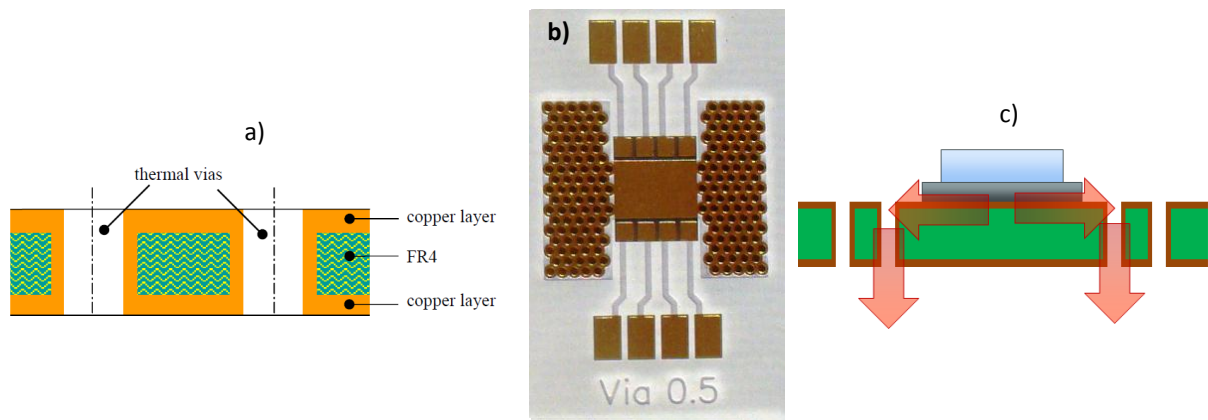 a)
thermal vias
copper layer
FR4
copper layer
b)
Via 0.5
c)